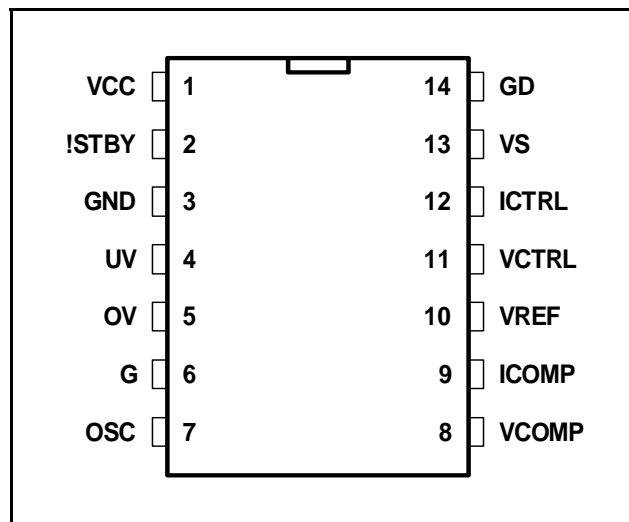 VCC 1 14 GD
!STBY 2 13 VS
GND 3 12 ICTRL
UV 4 11 VCTRL
OV 5 10 VREF
G 6 9 ICOMP
OSC 7 8 VCOMP